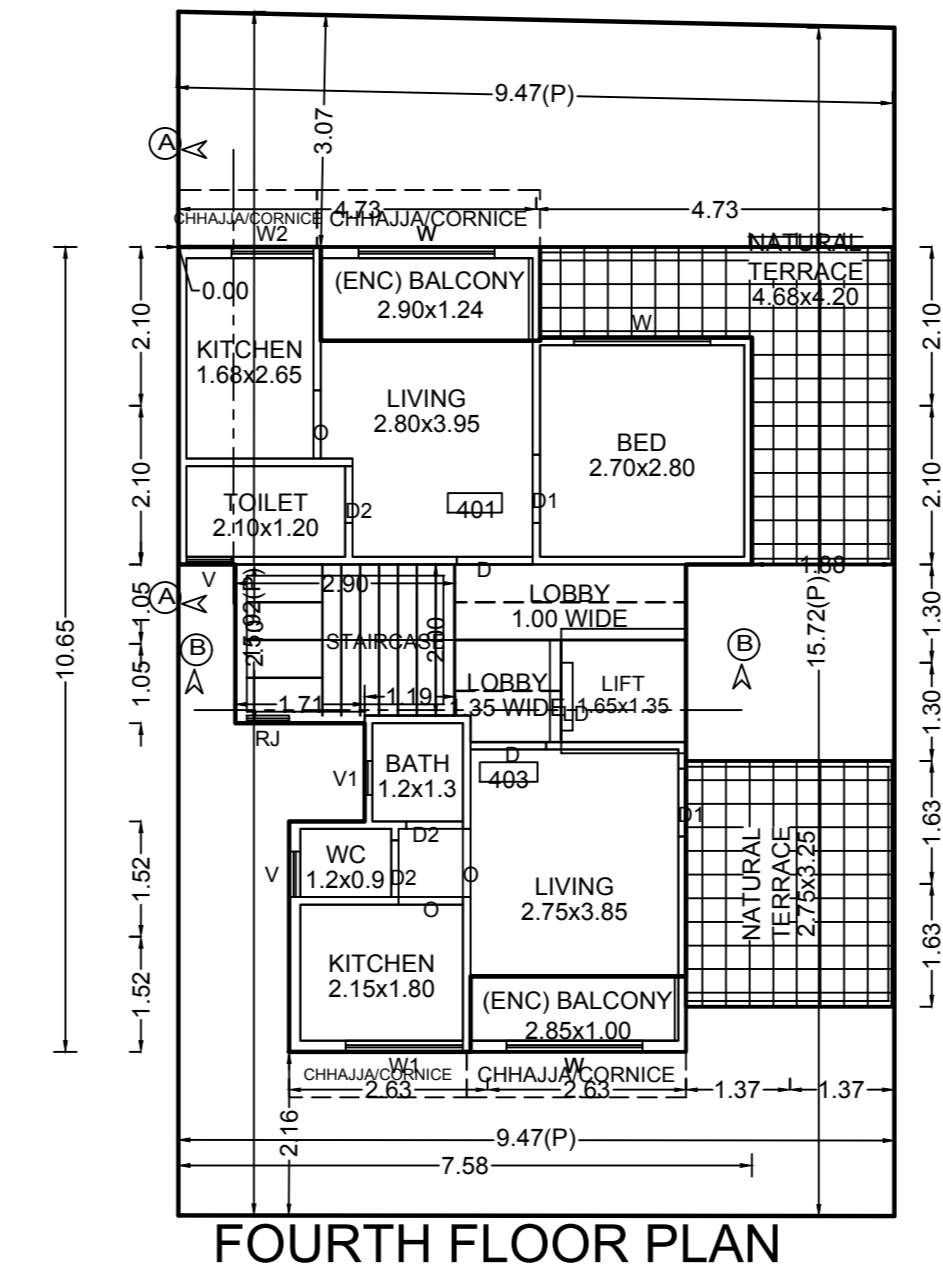 9.47(P)
3.07
A
4.73
4.73
CHHAJJA/CORNICE
CHHAJJA/CORNICE
W2
W
NATURAL
TERRACE
4.68x4.20
0.00
(ENC) BALCONY
2.90x1.24
W
2.10
2.10
KITCHEN
1.68x2.65
LIVING
2.80x3.95
O
BED
2.70x2.80
2.10
2.10
TOILET
2.10x1.20
D2
401
D1
1.88
V
2.90
D
LOBBY
1.00 WIDE
A
1.05
1.30
15.92(P)
2.00
15.72(P)
10.65
B
STAIRCASE
B
LOBBY
1.35 WIDE
LIFT
1.65x1.35
D
1.05
1.30
1.71
1.19
RJ
BATH
1.2x1.3
V1
D
403
D1
1.63
D2
WC
1.2x0.9
V
D2
O
O
1.52
LIVING
2.75x3.85
NATURAL
TERRACE
2.75x3.25
1.63
KITCHEN
2.15x1.80
1.52
(ENC) BALCONY
2.85x1.00
W1
W
CHHAJJA/CORNICE
CHHAJJA/CORNICE
2.63
2.63
1.37
1.37
2.16
9.47(P)
7.58
FOURTH FLOOR PLAN